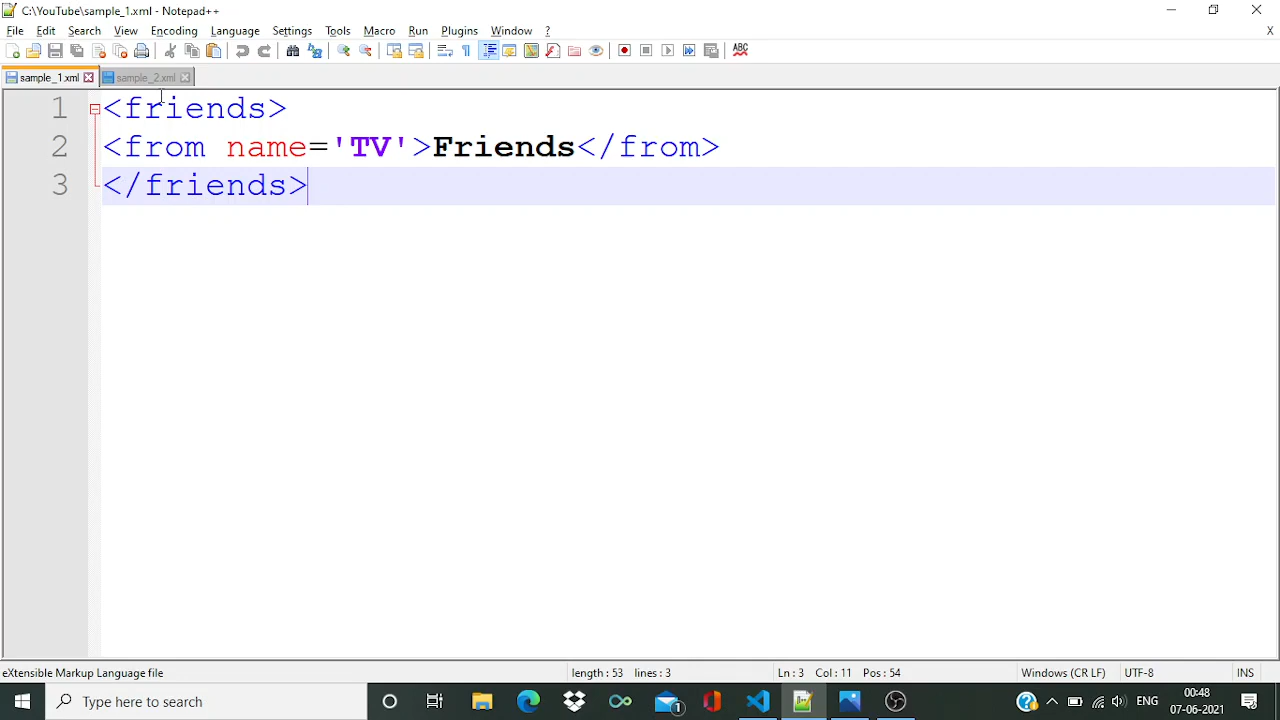 C:\YouTube\sample_1.xml - Notepad++
File Edit Search View Encoding Language Settings Tools Macro Run Plugins Window ? X
sample_1.xml sample_2.xml
1 <friends>
2 <from name='TV'>Friends</from>
3 </friends>
eXtensible Markup Language file length : 53 lines : 3 Ln : 3 Col : 11 Pos : 54 Windows (CR LF) UTF-8 INS
Type here to search 1 ENG 00:48
07-06-2021